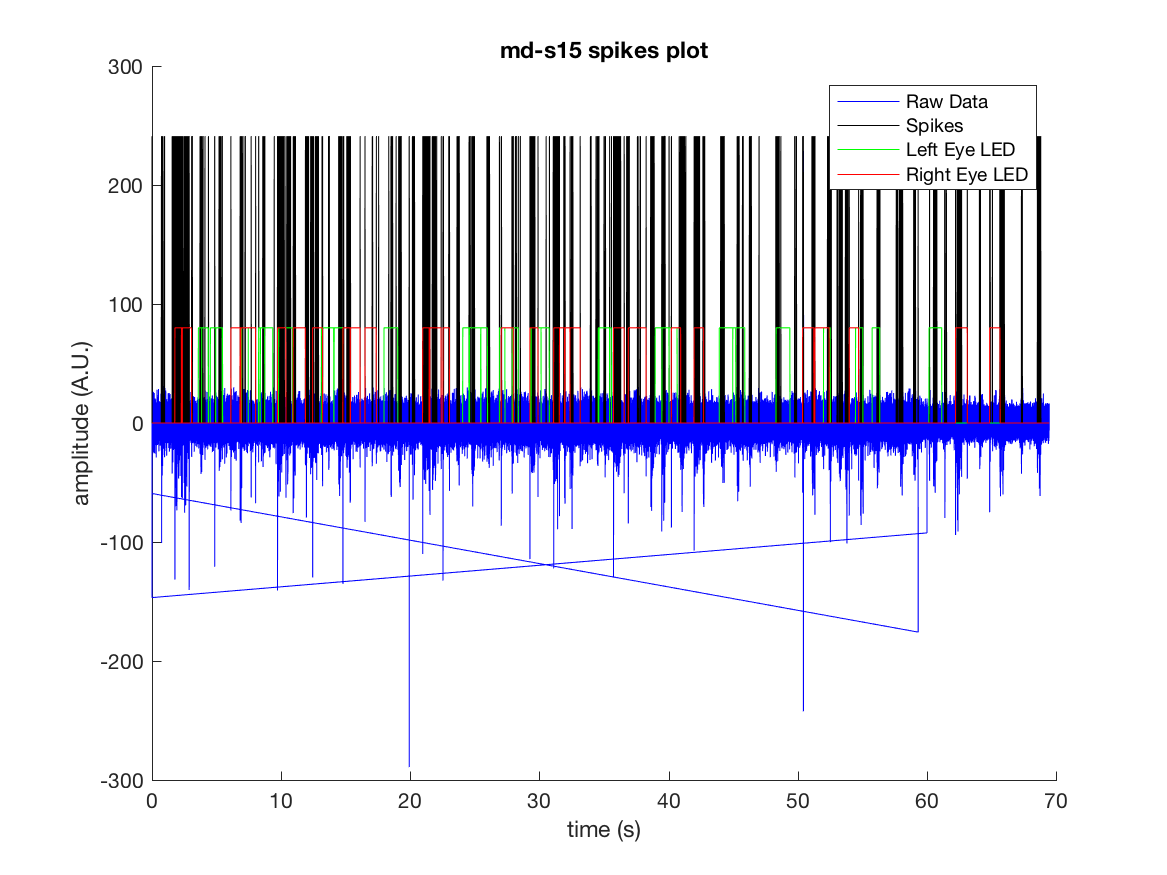 md-s15 spikes plot
300
200
100
0
-100
-200
-300
amplitude (A.U.)
Raw Data
Spikes
Left Eye LED
Right Eye LED
0 10 20 30 40 50 60 70
time (s)